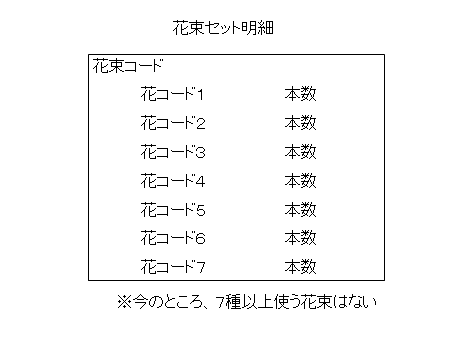 花束セット明細
花束コード
花コード1 本数
花コード2 本数
花コード3 本数
花コード4 本数
花コード5 本数
花コード6 本数
花コード7 本数
※今のところ、7種以上使う花束はない